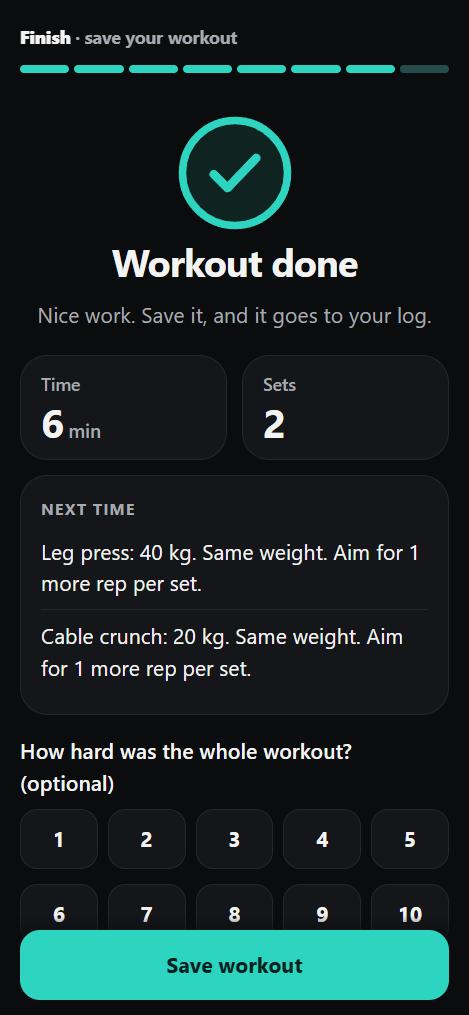 Finish · save your workout
Workout done
Nice work. Save it, and it goes to your log.
Time
6 min
Sets
2
NEXT TIME
Leg press: 40 kg. Same weight. Aim for 1
more rep per set.
Cable crunch: 20 kg. Same weight. Aim
for 1 more rep per set.
How hard was the whole workout?
(optional)
1 2 3 4 5
6 7 8 9 10
Save workout